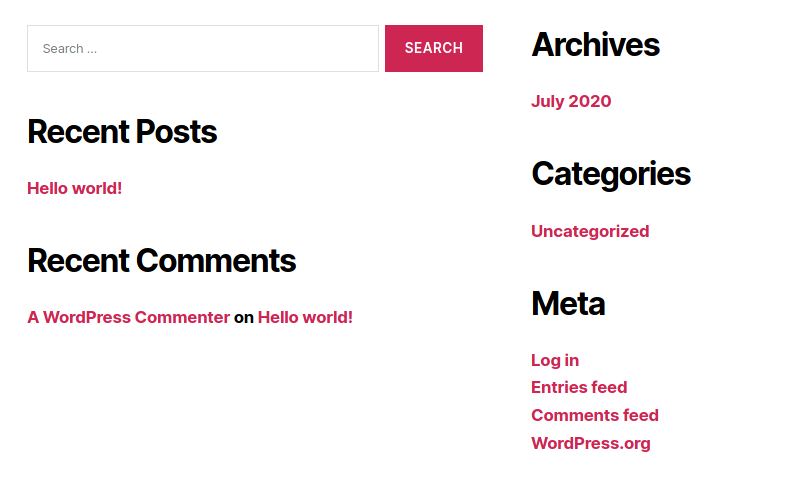 Search ...
SEARCH
Recent Posts
Hello world!
Recent Comments
A WordPress Commenter on Hello world!
Archives
July 2020
Categories
Uncategorized
Meta
Log in
Entries feed
Comments feed
WordPress.org